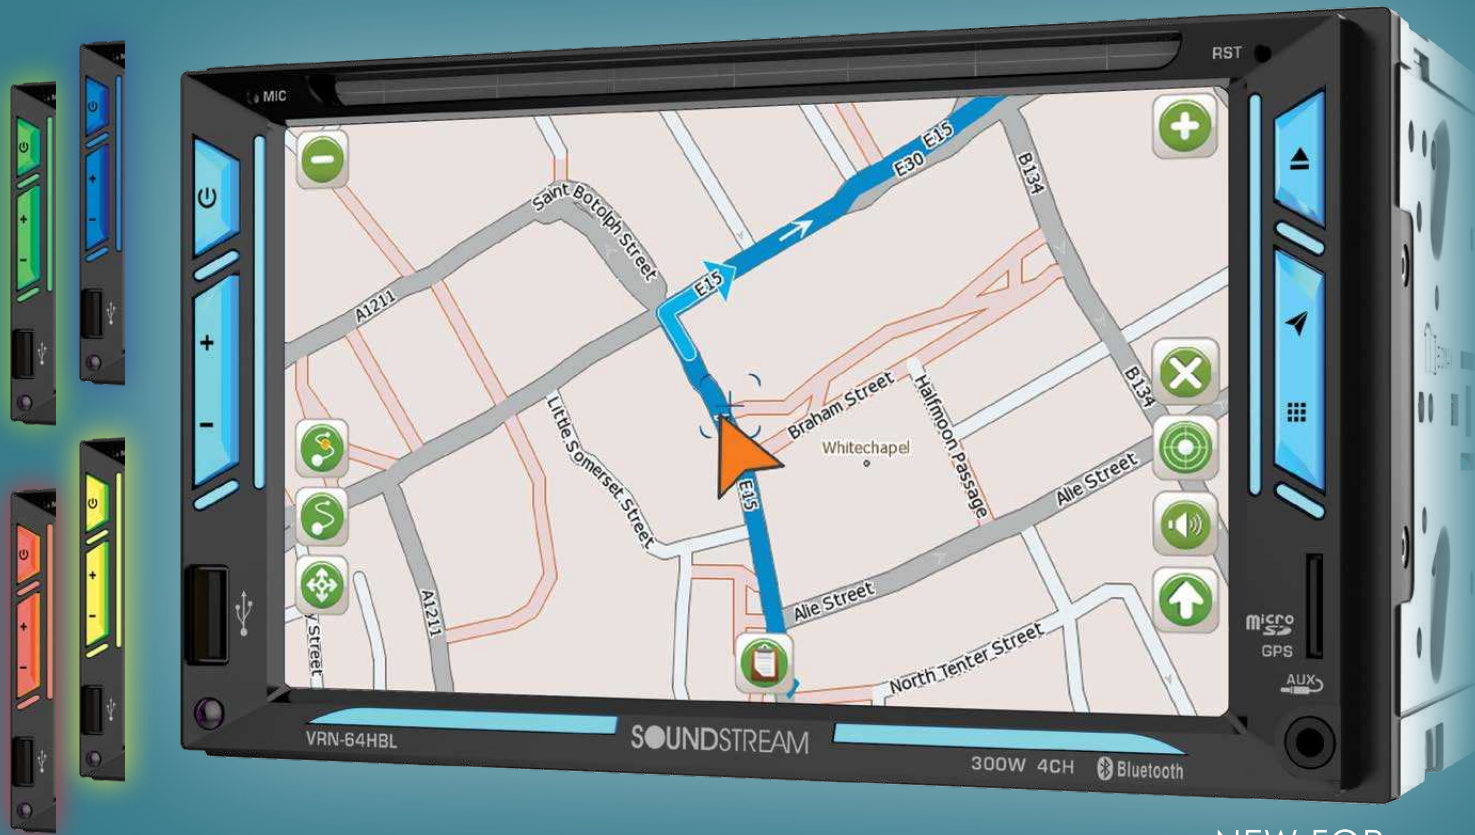 MIC
RST
E15
E30
B134
Saint Botolph Street
E15
A1211
B134
Braham Street
Halfmoon Passage
Whitechapel
Little Somerset Street
E15
Alie Street
A1211
Alie Street
North Tenter Street
y Street
micro
SD
GPS
AUX
VRN-64HBL
SOUNDSTREAM
300W 4CH Bluetooth
NEW FOR